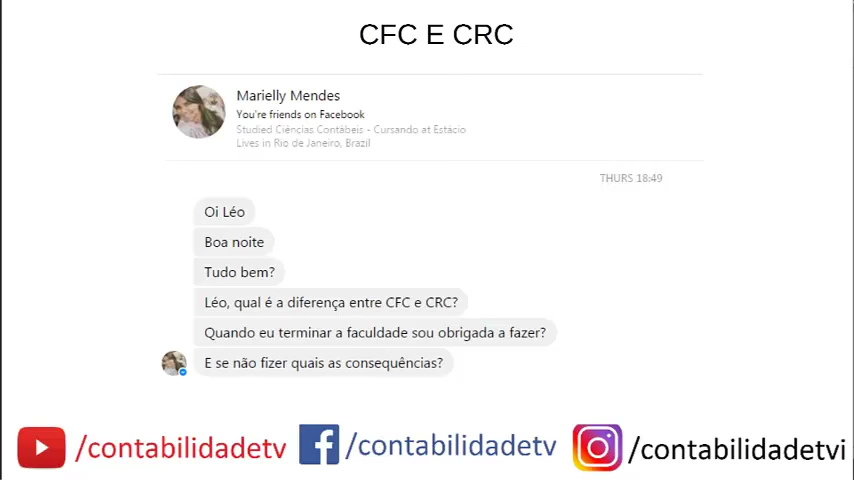 CFC E CRC
Marielly Mendes
You're friends on Facebook
Studied Ciências Contábeis - Cursando at Estácio
Lives in Rio de Janeiro, Brazil
THURS 18:49
Oi Léo
Boa noite
Tudo bem?
Léo, qual é a diferença entre CFC e CRC?
Quando eu terminar a faculdade sou obrigada a fazer?
E se não fizer quais as consequências?
/contabilidadetv /contabilidadetv /contabilidadetvi